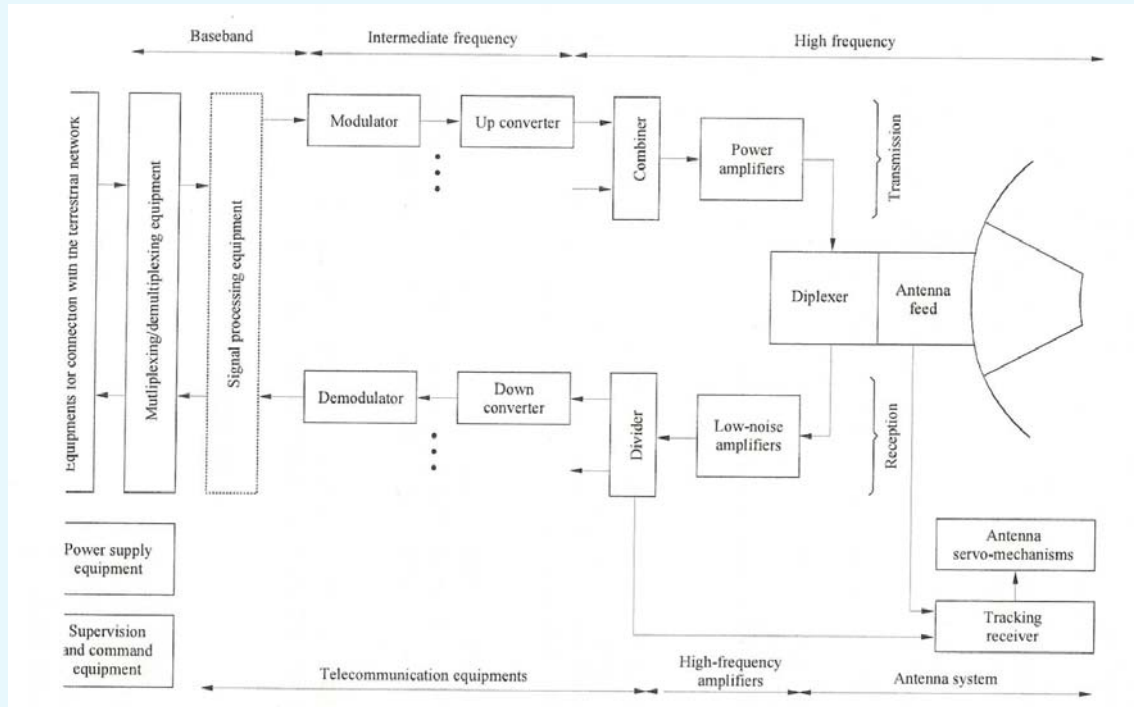 Baseband
Intermediate frequency
High frequency
Equipments for connection with the terrestrial network
Mutliplexing/demultiplexing equipment
Signal processing equipment
Modulator
Up converter
Combiner
Power
amplifiers
Transmission
Diplexer
Antenna
feed
Demodulator
Down
converter
Divider
Low-noise
amplifiers
Reception
Power supply
equipment
Supervision
and command
equipment
Antenna
servo-mechanisms
Tracking
receiver
Telecommunication equipments
High-frequency
amplifiers
Antenna system